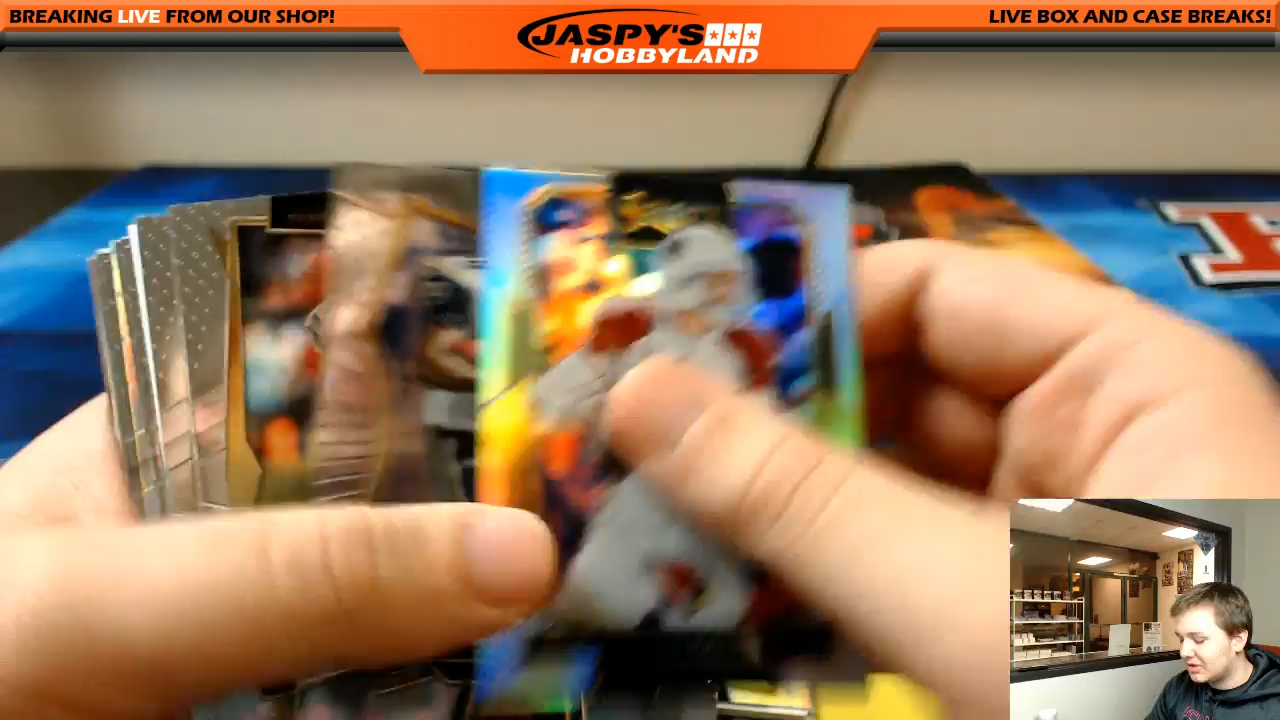 BREAKING LIVE FROM OUR SHOP!
JASPY'S
HOBBYLAND
LIVE BOX AND CASE BREAKS!